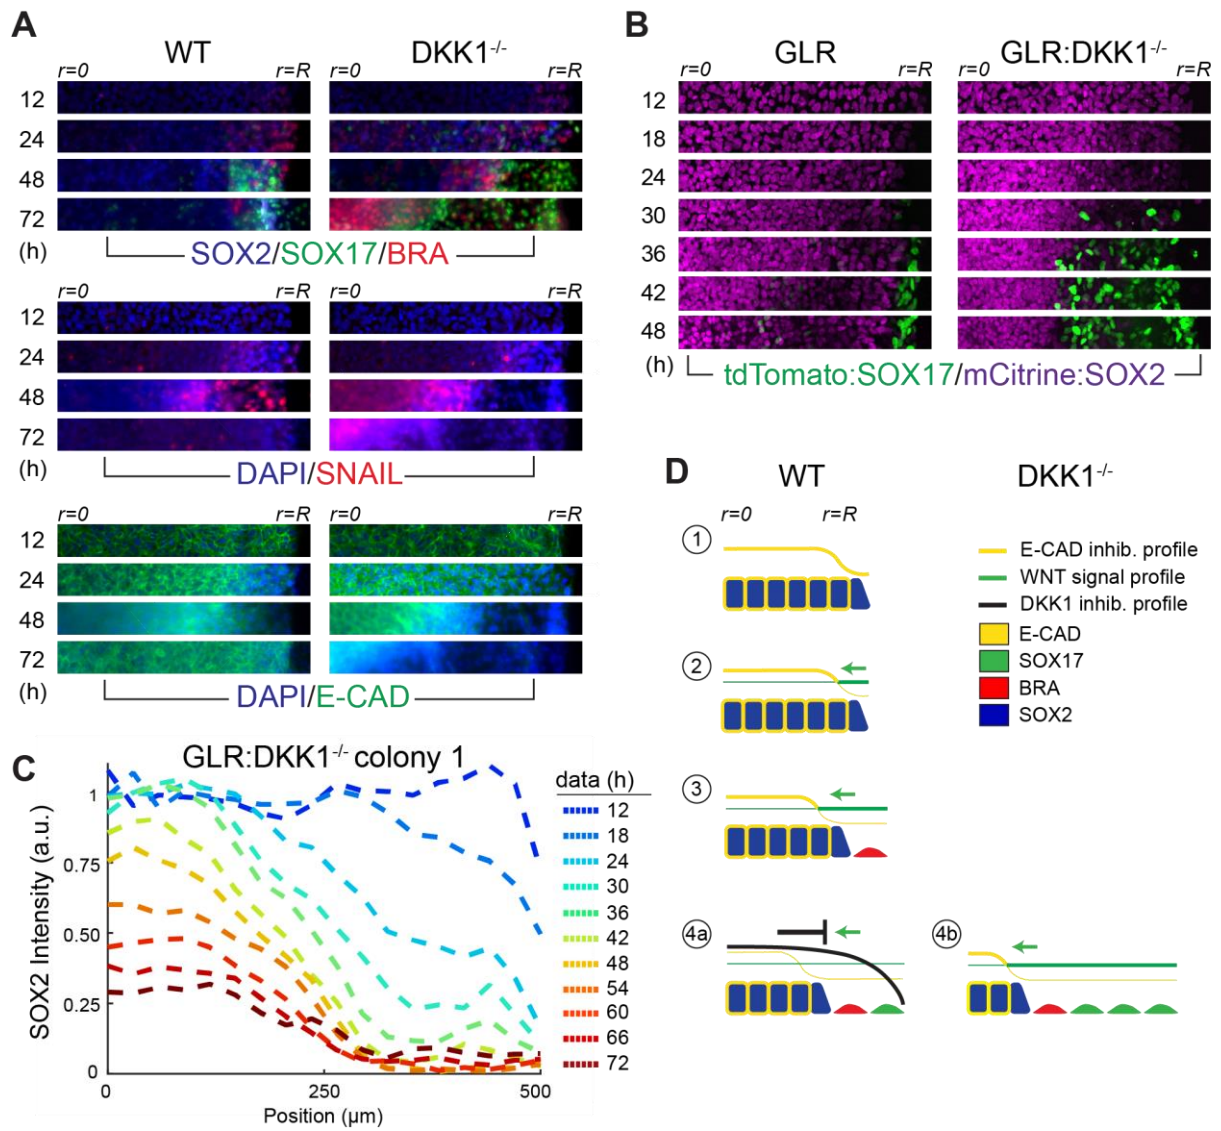 A
WT
DKK1-/-
r=0
r=R
r=0
r=R
12
24
48
72
(h)
SOX2/SOX17/BRA
r=0
r=R
r=0
r=R
12
24
48
72
(h)
DAPI/SNAIL
r=0
r=R
r=0
r=R
12
24
48
72
(h)
DAPI/E-CAD
B
GLR
GLR:DKK1-/-
r=0
r=R
r=0
r=R
12
18
24
30
36
42
48
(h)
tdTomato:SOX17/mCitrine:SOX2
C
GLR:DKK1-/- colony 1
SOX2 Intensity (a.u.)
1
0.75
0.50
0.25
0
0
250
500
Position (µm)
data (h)
12
18
24
30
36
42
48
54
60
66
72
D
WT
DKK1-/-
r=0
r=R
1
2
3
4a
4b
E-CAD inhib. profile
WNT signal profile
DKK1 inhib. profile
E-CAD
SOX17
BRA
SOX2